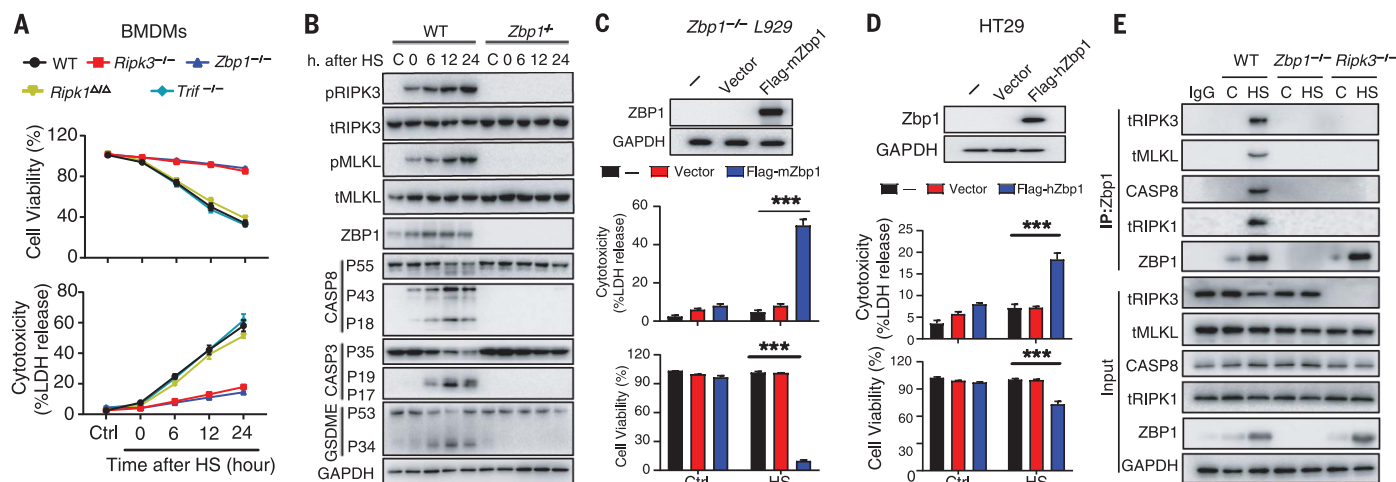 A
BMDMs
WT Ripk3−/− Zbp1−/−
Ripk1Δ/Δ Trif −/−
Cell Viability (%)
120
80
40
0
Cytotoxicity
(%LDH release)
80
60
40
20
0
Ctrl 0 6 12 24
Time after HS (hour)
B
WT Zbp1-/-
h. after HS C 0 6 12 24 C 0 6 12 24
pRIPK3
tRIPK3
pMLKL
tMLKL
ZBP1
CASP8
P55
P43
P18
CASP3
P35
P19
P17
GSDME
P53
P34
GAPDH
C
Zbp1−/− L929
– Vector Flag-mZbp1
ZBP1
GAPDH
– Vector Flag-mZbp1
Cytotoxicity
(%LDH release)
60
40
20
0
***
Cell Viability (%)
120
90
60
30
0
***
Ctrl HS
D
HT29
– Vector Flag-hZbp1
Zbp1
GAPDH
– Vector Flag-hZbp1
Cytotoxicity
(%LDH release)
25
20
15
10
5
0
***
Cell Viability (%)
120
90
60
30
0
***
Ctrl HS
E
WT Zbp1−/− Ripk3−/−
IgG C HS C HS C HS
IP:Zbp1
tRIPK3
tMLKL
CASP8
tRIPK1
ZBP1
Input
tRIPK3
tMLKL
CASP8
tRIPK1
ZBP1
GAPDH